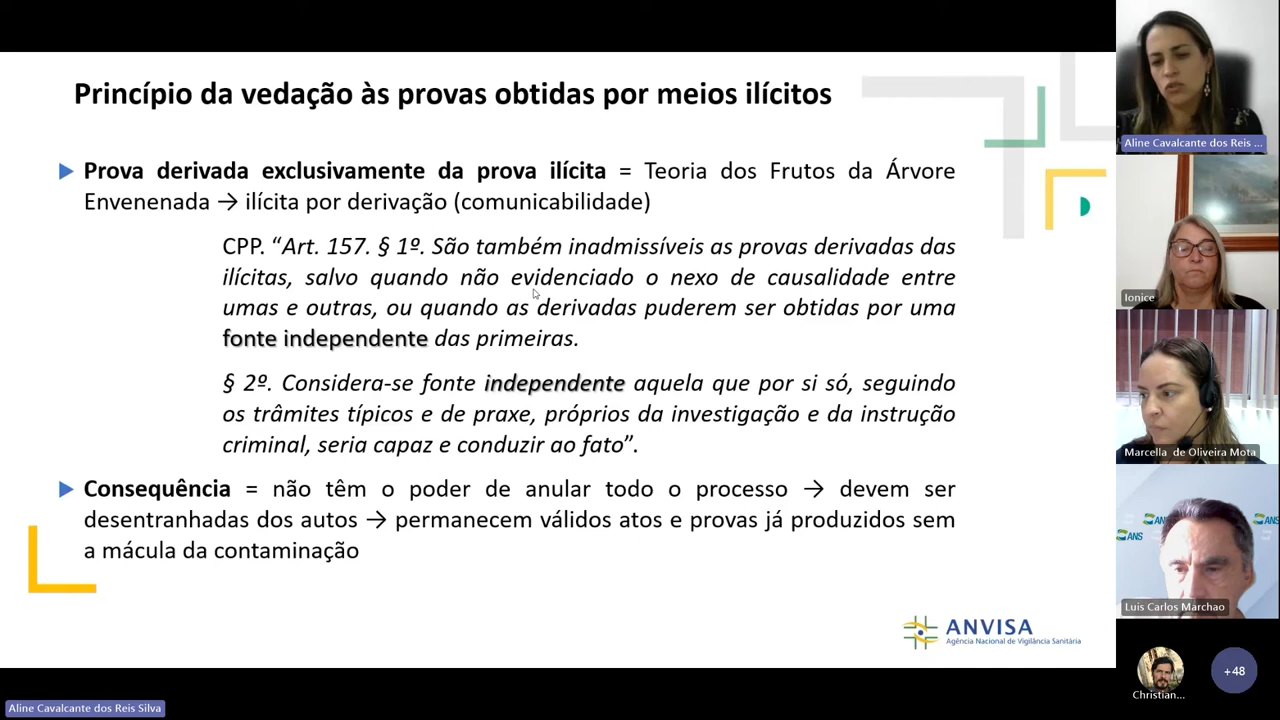 Princípio da vedação às provas obtidas por meios ilícitos
Prova derivada exclusivamente da prova ilícita = Teoria dos Frutos da Árvore
Envenenada → ilícita por derivação (comunicabilidade)
CPP. “Art. 157. § 1º. São também inadmissíveis as provas derivadas das
ilícitas, salvo quando não evidenciado o nexo de causalidade entre
umas e outras, ou quando as derivadas puderem ser obtidas por uma
fonte independente das primeiras.
§ 2º. Considera-se fonte independente aquela que por si só, seguindo
os trâmites típicos e de praxe, próprios da investigação e da instrução
criminal, seria capaz e conduzir ao fato”.
Consequência = não têm o poder de anular todo o processo → devem ser
desentranhadas dos autos → permanecem válidos atos e provas já produzidos sem
a mácula da contaminação
ANVISA
Agência Nacional de Vigilância Sanitária
Aline Cavalcante dos Reis Silva
Aline Cavalcante dos Reis ...
Ionice
Marcella de Oliveira Mota
ANS
ANS
ANS
Luis Carlos Marchao
Christian...
+48